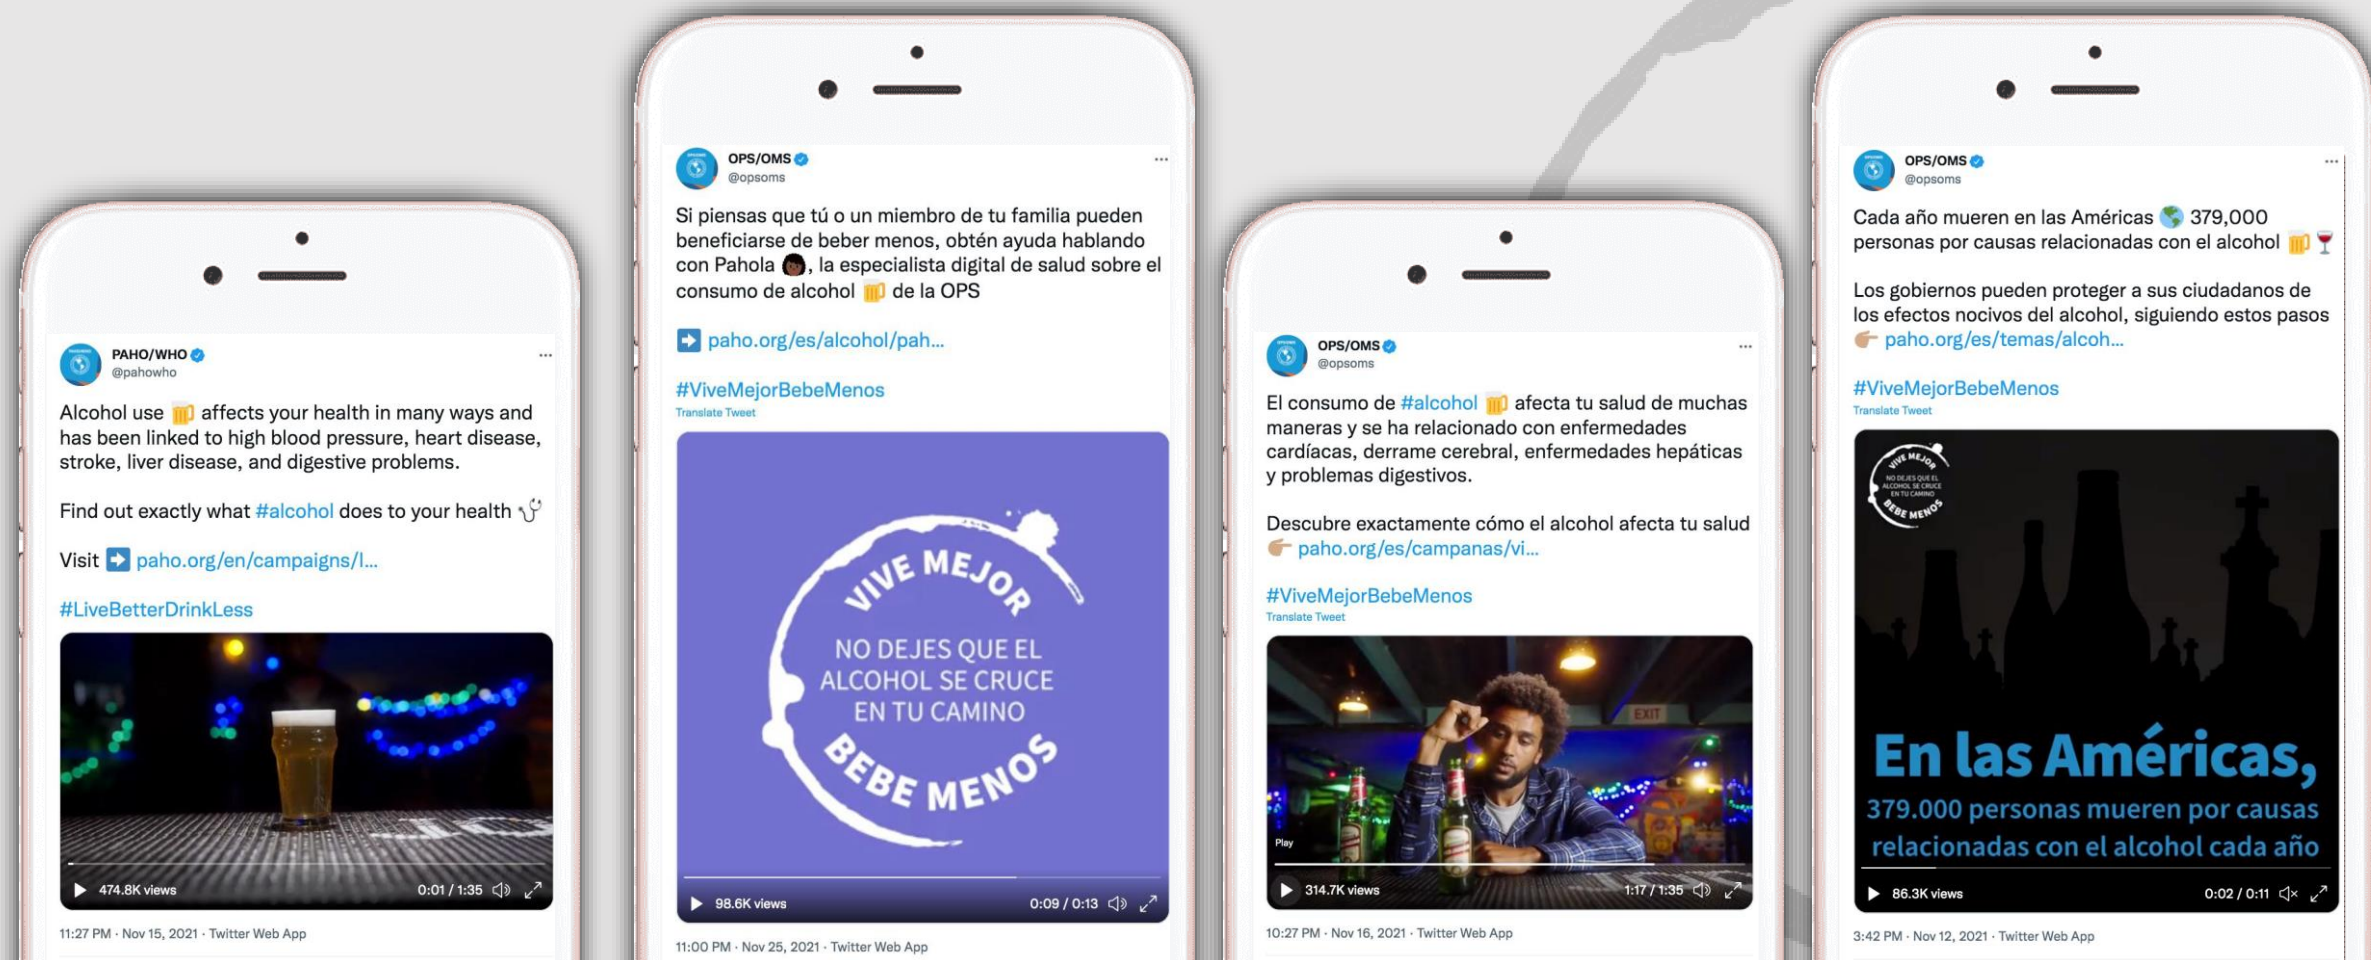 PAHO/WHO
@pahowho
Alcohol use 🍺 affects your health in many ways and
has been linked to high blood pressure, heart disease,
stroke, liver disease, and digestive problems.
Find out exactly what #alcohol does to your health 🩺
Visit ➡️ paho.org/en/campaigns/l...
#LiveBetterDrinkLess
474.8K views
0:01 / 1:35
11:27 PM · Nov 15, 2021 · Twitter Web App
OPS/OMS
@opsoms
Si piensas que tú o un miembro de tu familia pueden
beneficiarse de beber menos, obtén ayuda hablando
con Pahola 👩🏿‍🦱, la especialista digital de salud sobre el
consumo de alcohol 🍺 de la OPS
➡️ paho.org/es/alcohol/pah...
#ViveMejorBebeMenos
Translate Tweet
VIVE MEJOR
NO DEJES QUE EL
ALCOHOL SE CRUCE
EN TU CAMINO
BEBE MENOS
98.6K views
0:09 / 0:13
11:00 PM · Nov 25, 2021 · Twitter Web App
OPS/OMS
@opsoms
El consumo de #alcohol 🍺 afecta tu salud de muchas
maneras y se ha relacionado con enfermedades
cardíacas, derrame cerebral, enfermedades hepáticas
y problemas digestivos.
Descubre exactamente cómo el alcohol afecta tu salud
👉🏽 paho.org/es/campanas/vi...
#ViveMejorBebeMenos
Translate Tweet
EXIT
Play
314.7K views
1:17 / 1:35
10:27 PM · Nov 16, 2021 · Twitter Web App
OPS/OMS
@opsoms
Cada año mueren en las Américas 🌎 379,000
personas por causas relacionadas con el alcohol 🍺🍷
Los gobiernos pueden proteger a sus ciudadanos de
los efectos nocivos del alcohol, siguiendo estos pasos
👉🏽 paho.org/es/temas/alcoh...
#ViveMejorBebeMenos
Translate Tweet
VIVE MEJOR
NO DEJES QUE EL
ALCOHOL SE CRUCE
EN TU CAMINO
BEBE MENOS
En las Américas,
379.000 personas mueren por causas
relacionadas con el alcohol cada año
86.3K views
0:02 / 0:11
3:42 PM · Nov 12, 2021 · Twitter Web App